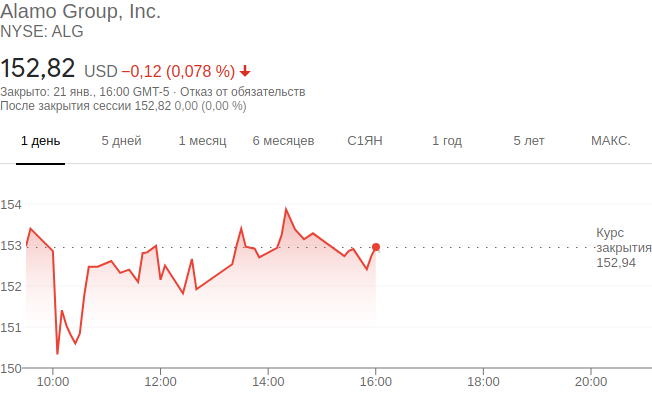 Alamo Group, Inc.
NYSE: ALG
152,82 USD −0,12 (0,078 %)
Закрыто: 21 янв., 16:00 GMT-5 · Отказ от обязательств
После закрытия сессии 152,82 0,00 (0,00 %)
1 день 5 дней 1 месяц 6 месяцев С1ЯН 1 год 5 лет МАКС.
154
153
152
151
150
Курс
закрытия
152,94
10:00 12:00 14:00 16:00 18:00 20:00